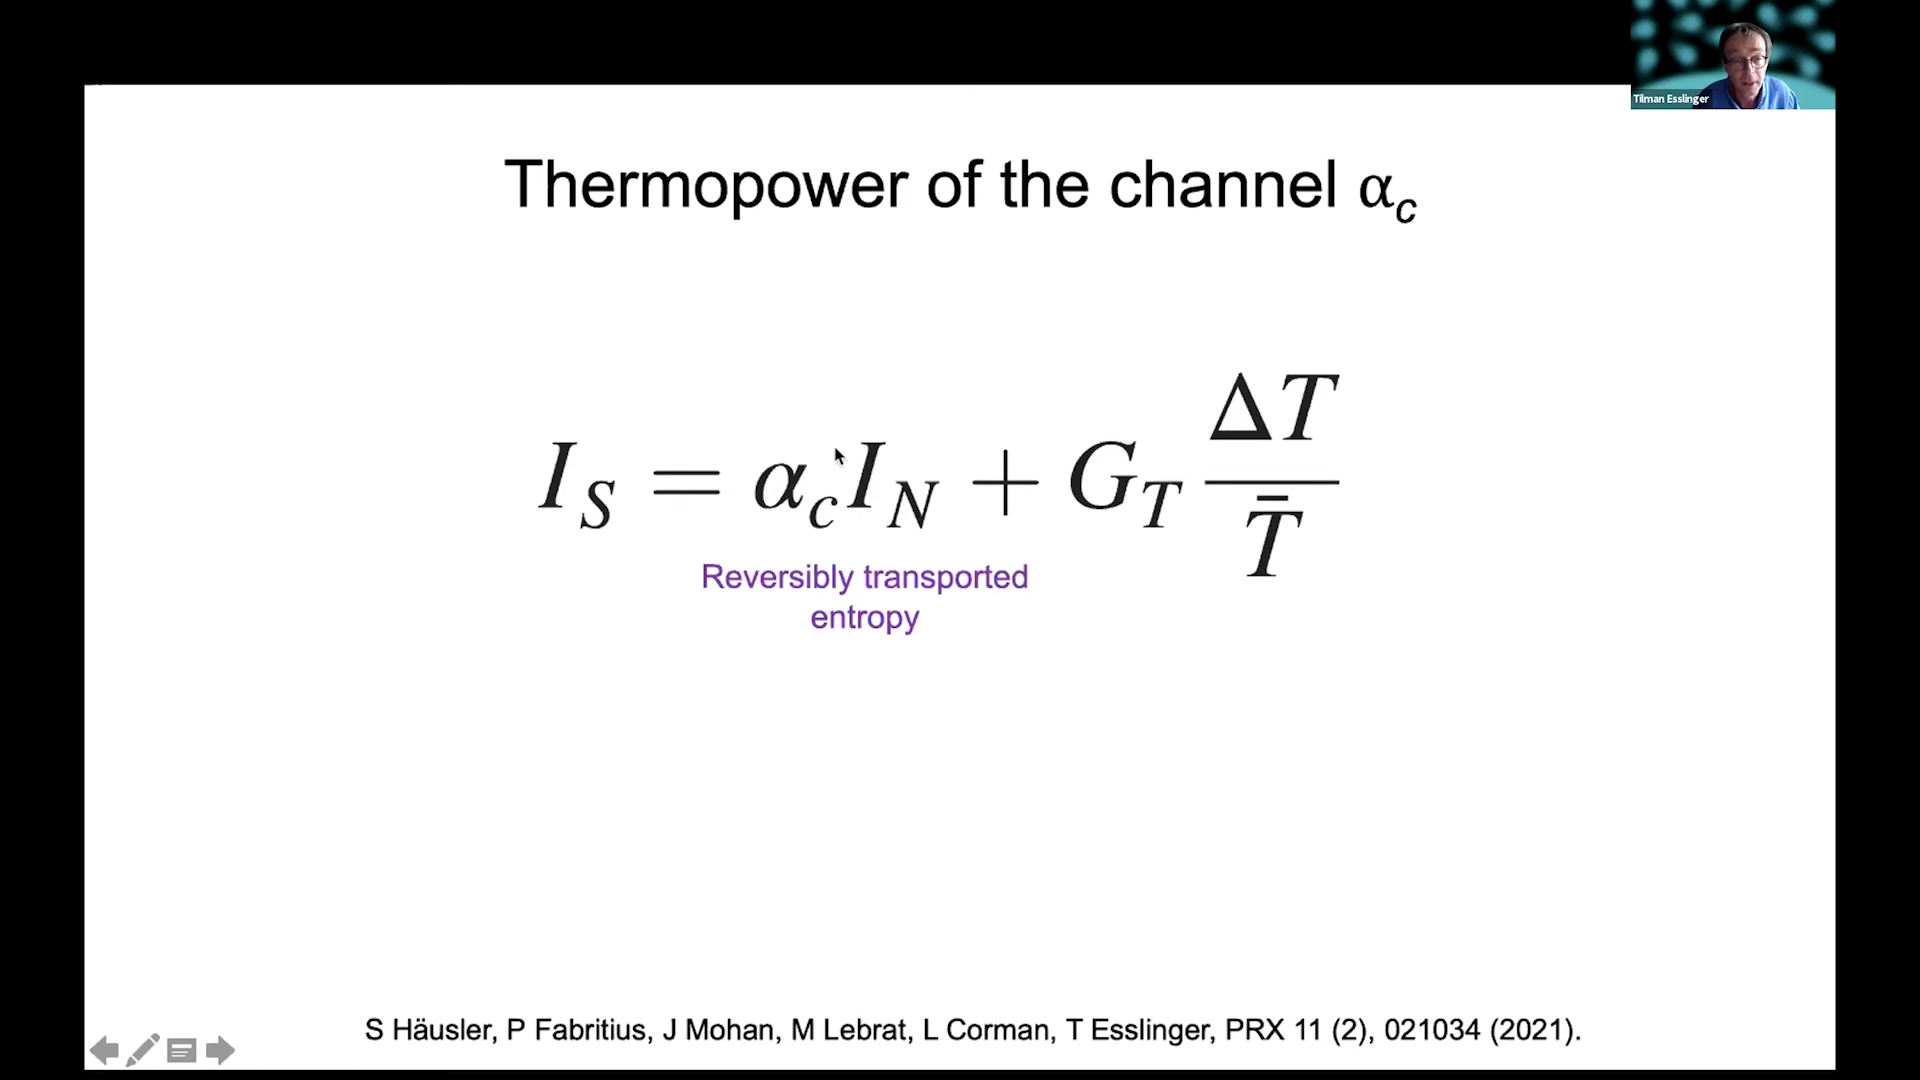 Tilman Esslinger
Thermopower of the channel α_c
I_S = α_c I_N + G_T ΔT / T̄
Reversibly transported
entropy
S Häusler, P Fabritius, J Mohan, M Lebrat, L Corman, T Esslinger, PRX 11 (2), 021034 (2021).